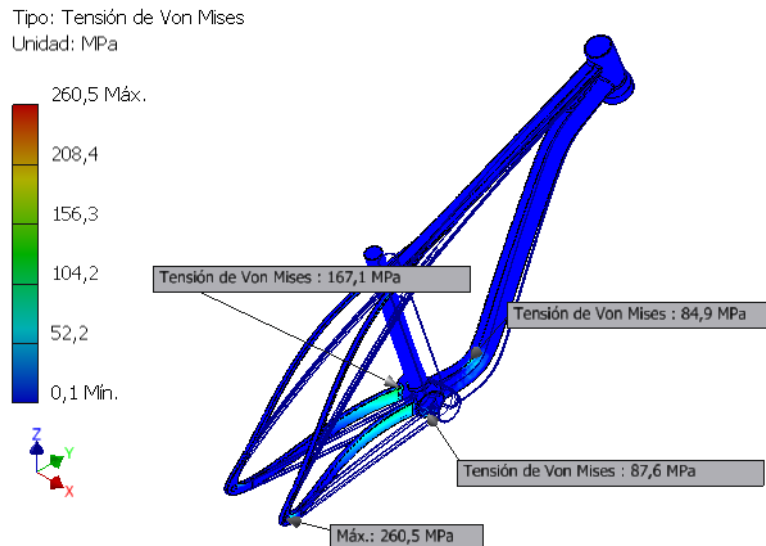 Tipo: Tensión de Von Mises
Unidad: MPa
260,5 Máx.
208,4
156,3
104,2
52,2
0,1 Mín.
Tensión de Von Mises : 167,1 MPa
Tensión de Von Mises : 84,9 MPa
Tensión de Von Mises : 87,6 MPa
Máx.: 260,5 MPa
Z
Y
X